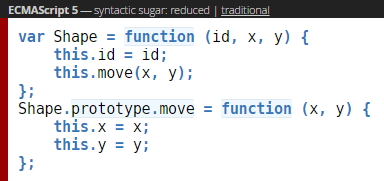 ECMAScript 5 — syntactic sugar: reduced | traditional
var Shape = function (id, x, y) {
    this.id = id;
    this.move(x, y);
};
Shape.prototype.move = function (x, y) {
    this.x = x;
    this.y = y;
};